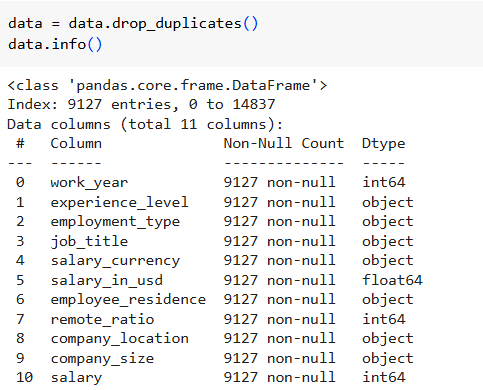 data = data.drop_duplicates()
data.info()
<class 'pandas.core.frame.DataFrame'>
Index: 9127 entries, 0 to 14837
Data columns (total 11 columns):
 #   Column              Non-Null Count  Dtype
---  ------              --------------  -----
 0   work_year           9127 non-null   int64
 1   experience_level    9127 non-null   object
 2   employment_type     9127 non-null   object
 3   job_title           9127 non-null   object
 4   salary_currency     9127 non-null   object
 5   salary_in_usd       9127 non-null   float64
 6   employee_residence  9127 non-null   object
 7   remote_ratio        9127 non-null   int64
 8   company_location    9127 non-null   object
 9   company_size        9127 non-null   object
 10  salary              9127 non-null   int64